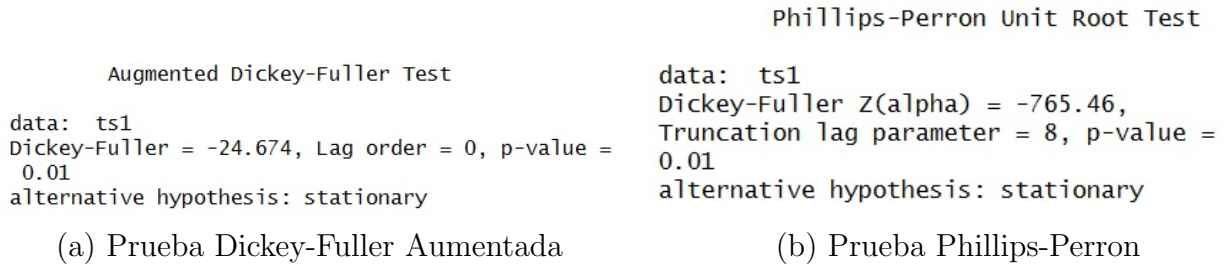 Augmented Dickey-Fuller Test
data:  ts1
Dickey-Fuller = -24.674, Lag order = 0, p-value =
0.01
alternative hypothesis: stationary
(a) Prueba Dickey-Fuller Aumentada
Phillips-Perron Unit Root Test
data:  ts1
Dickey-Fuller Z(alpha) = -765.46,
Truncation lag parameter = 8, p-value =
0.01
alternative hypothesis: stationary
(b) Prueba Phillips-Perron